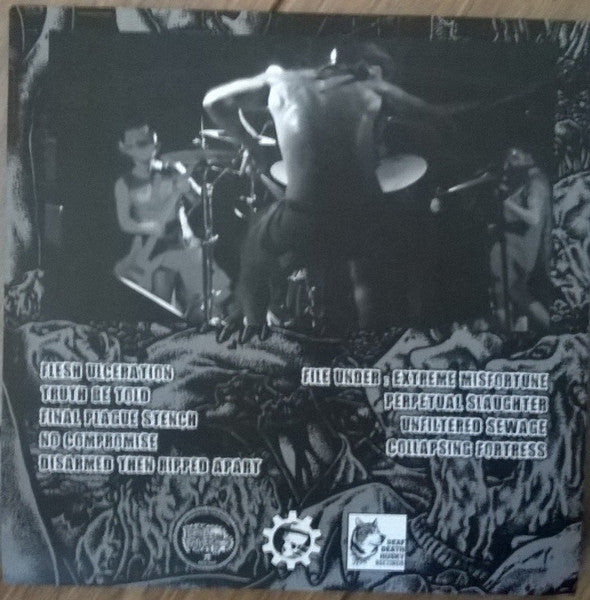 FLESH ULCERATION
TRUTH BE TOLD
FINAL PLAGUE STENCH
NO COMPROMISE
DISARMED THEN RIPPED APART
FILE UNDER : EXTREME MISFORTUNE
PERPETUAL SLAUGHTER
UNFILTERED SEWAGE
COLLAPSING FORTRESS
DEAF
DEATH
HUSKY
RECORDS